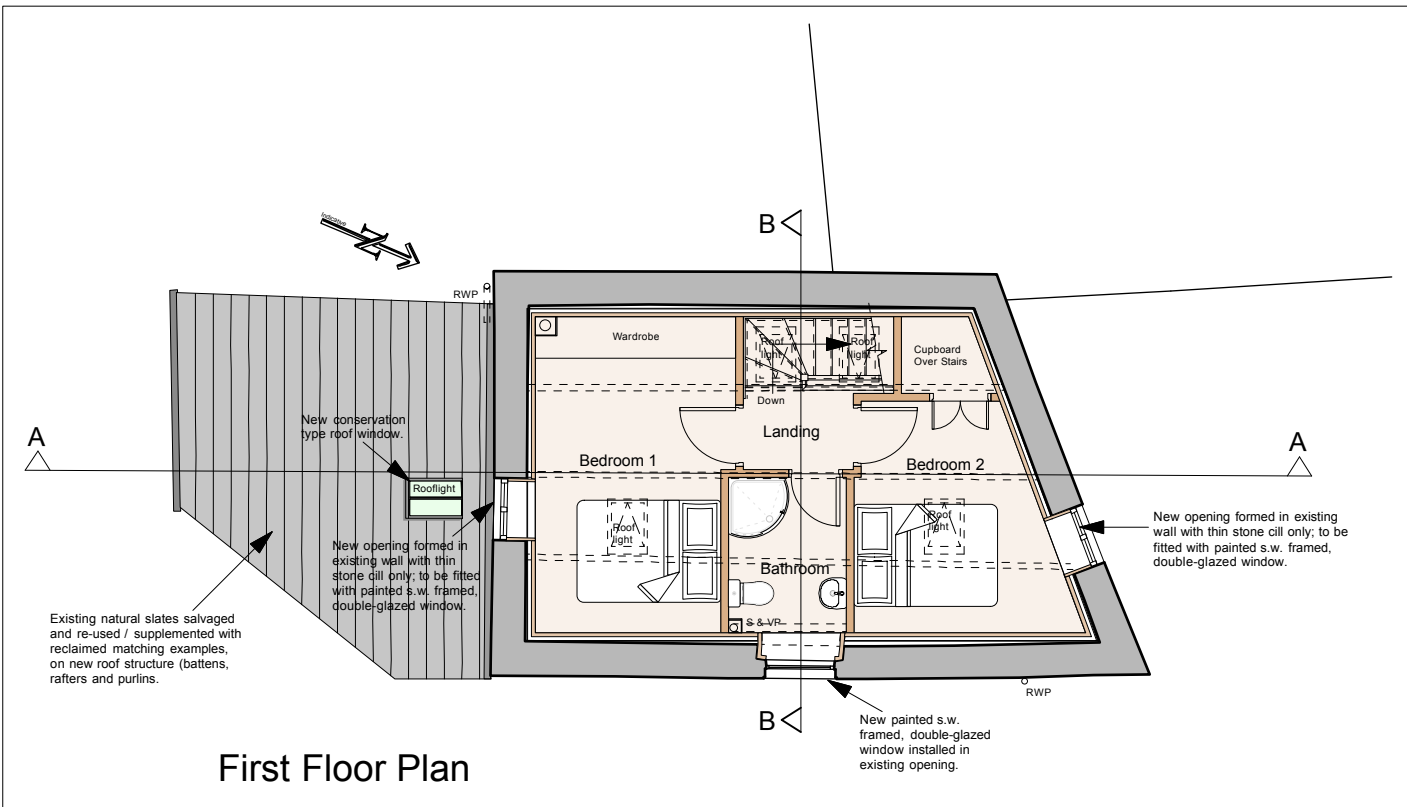 B
Indicative
N
RWP
Wardrobe
Roof
light
Roof
light
Cupboard
Over Stairs
Down
New conservation
type roof window.
Landing
A
A
Bedroom 1
Bedroom 2
Rooflight
Roof
light
Roof
light
New opening formed in
existing wall with thin
stone cill only; to be fitted
with painted s.w. framed,
double-glazed window.
New opening formed in existing
wall with thin stone cill only; to be
fitted with painted s.w. framed,
double-glazed window.
Bathroom
Existing natural slates salvaged
and re-used / supplemented with
reclaimed matching examples,
on new roof structure (battens,
rafters and purlins.
S & VP
RWP
B
New painted s.w.
framed, double-glazed
window installed in
existing opening.
First Floor Plan